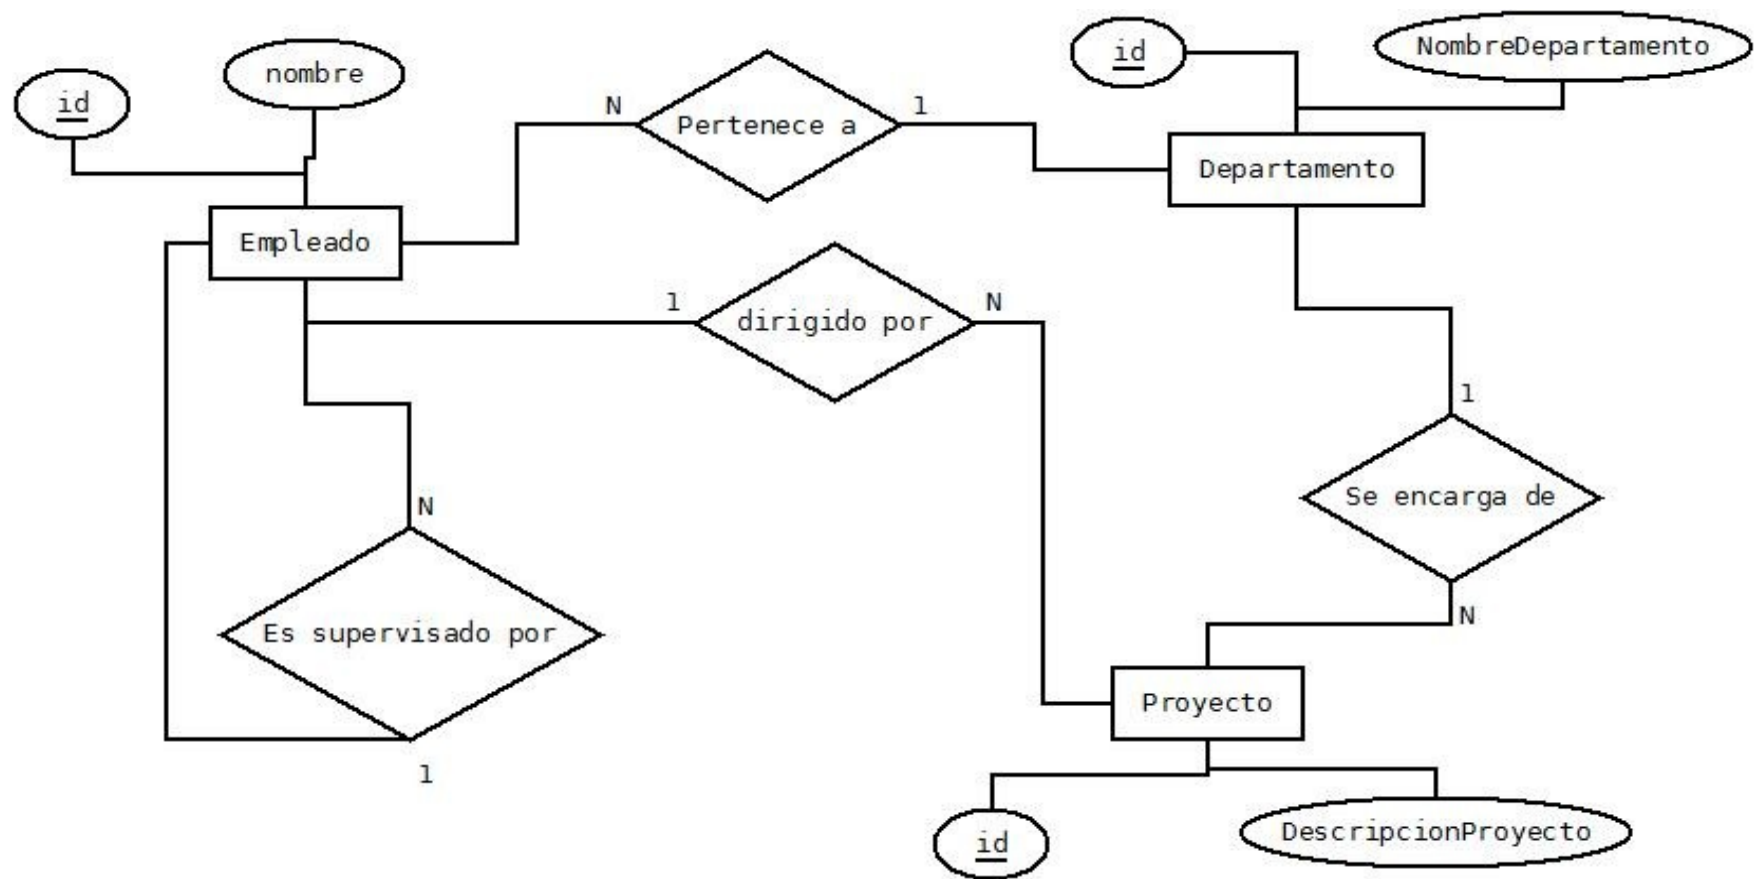 id
nombre
id
NombreDepartamento
N
Pertenece a
1
Departamento
Empleado
1
dirigido por
N
1
N
Se encarga de
Es supervisado por
N
Proyecto
1
id
DescripcionProyecto